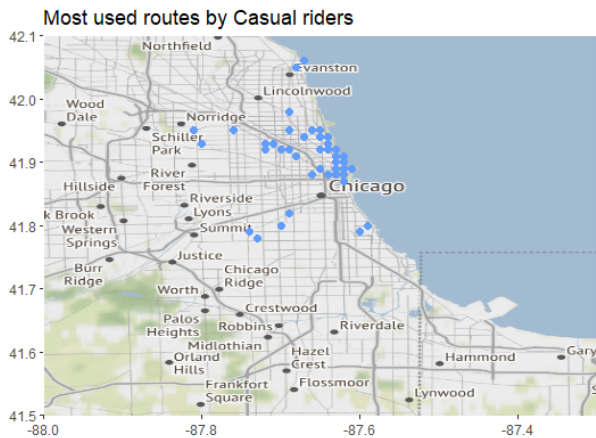 Most used routes by Casual riders
42.1
Northfield
Evanston
Lincolnwood
42.0
Wood
Dale
Norridge
Schiller
Park
41.9
River
Forest
Hillside
Chicago
Riverside
k Brook
Lyons
Western
Springs
Summit
41.8
Justice
Burr
Ridge
Chicago
Ridge
41.7
Worth
Crestwood
Palos
Heights
Robbins
Riverdale
Midlothian
41.6
Orland
Hills
Hazel
Crest
Hammond
Gary
Frankfort
Square
Flossmoor
Lynwood
S
41.5
-88.0
-87.8
-87.6
-87.4